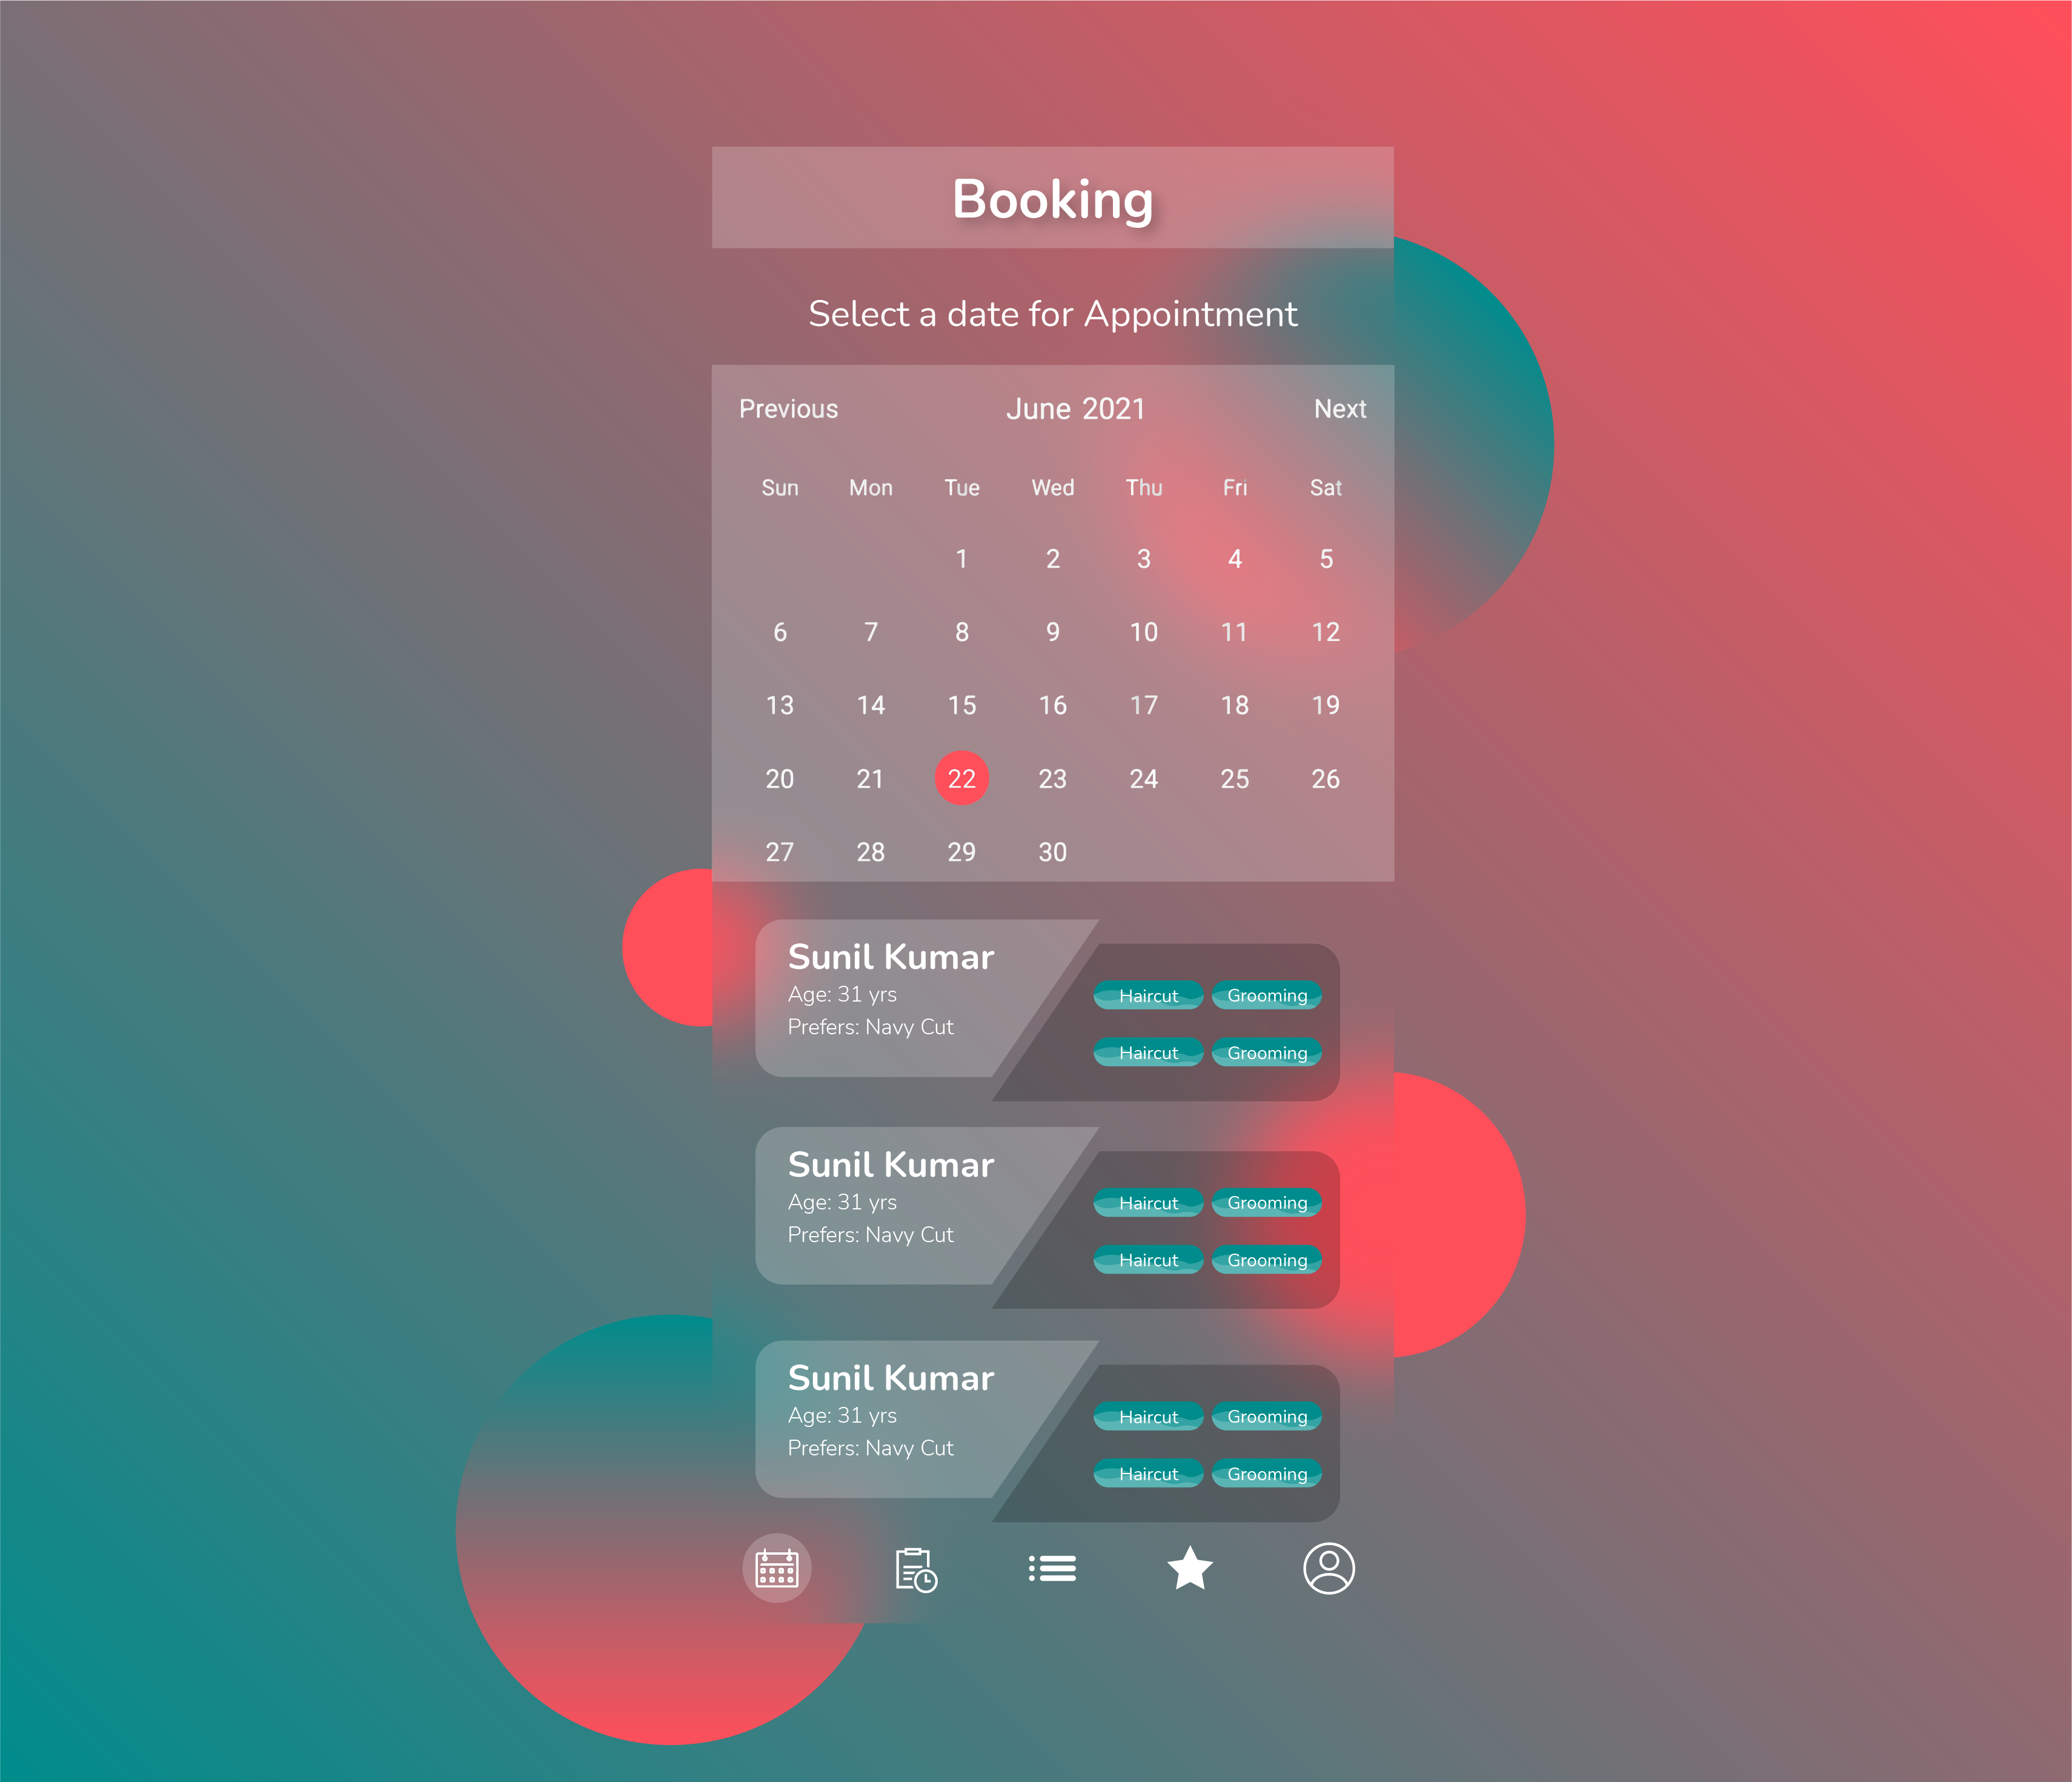 Booking
Select a date for Appointment
Previous June 2021 Next
Sun Mon Tue Wed Thu Fri Sat
1 2 3 4 5
6 7 8 9 10 11 12
13 14 15 16 17 18 19
20 21 22 23 24 25 26
27 28 29 30
Sunil Kumar
Age: 31 yrs
Prefers: Navy Cut
Haircut Grooming
Haircut Grooming
Sunil Kumar
Age: 31 yrs
Prefers: Navy Cut
Haircut Grooming
Haircut Grooming
Sunil Kumar
Age: 31 yrs
Prefers: Navy Cut
Haircut Grooming
Haircut Grooming